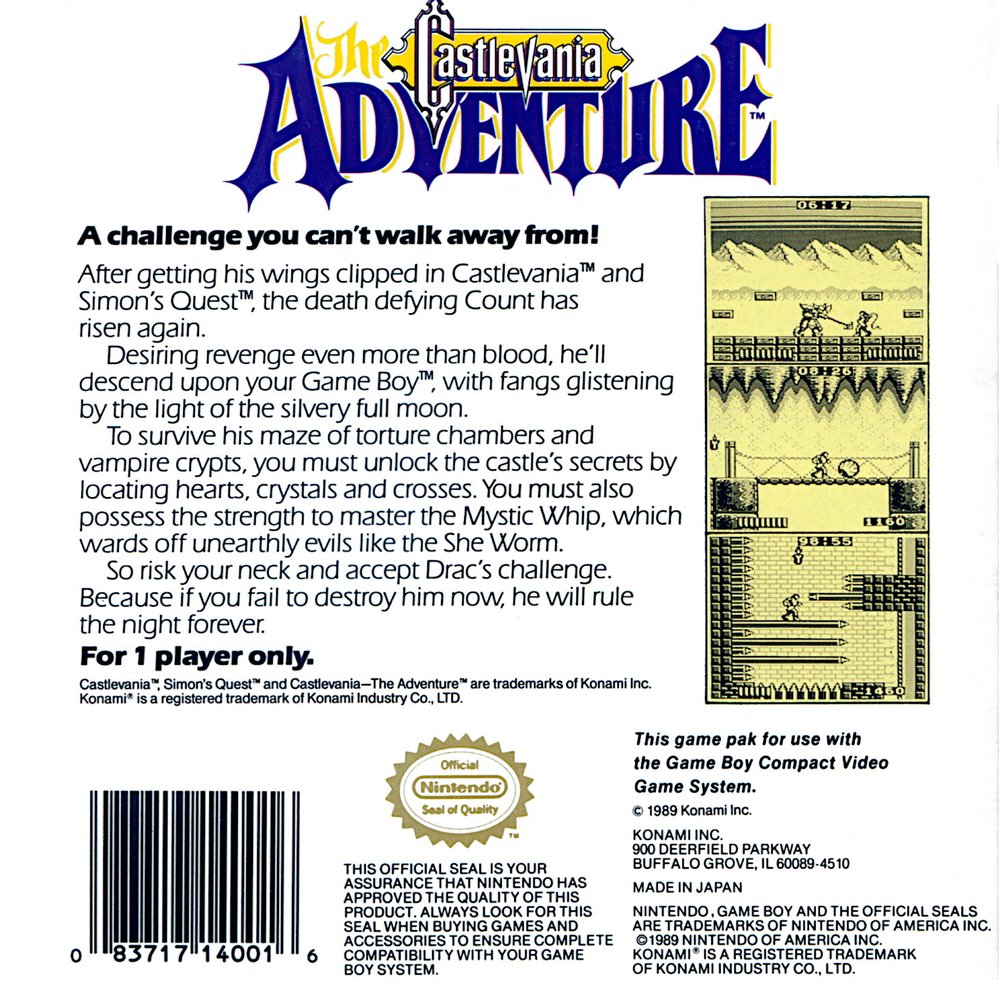 The Castlevania
ADVENTURE™
A challenge you can't walk away from!
After getting his wings clipped in Castlevania™ and
Simon's Quest™, the death defying Count has
risen again.
Desiring revenge even more than blood, he'll
descend upon your Game Boy™, with fangs glistening
by the light of the silvery full moon.
To survive his maze of torture chambers and
vampire crypts, you must unlock the castle's secrets by
locating hearts, crystals and crosses. You must also
possess the strength to master the Mystic Whip, which
wards off unearthly evils like the She Worm.
So risk your neck and accept Drac's challenge.
Because if you fail to destroy him now, he will rule
the night forever.
For 1 player only.
Castlevania™, Simon's Quest™ and Castlevania—The Adventure™ are trademarks of Konami Inc.
Konami® is a registered trademark of Konami Industry Co., LTD.
06:17
08:26
1160
98:55
1460
Official
Nintendo®
Seal of Quality
™
THIS OFFICIAL SEAL IS YOUR
ASSURANCE THAT NINTENDO HAS
APPROVED THE QUALITY OF THIS
PRODUCT. ALWAYS LOOK FOR THIS
SEAL WHEN BUYING GAMES AND
ACCESSORIES TO ENSURE COMPLETE
COMPATIBILITY WITH YOUR GAME
BOY SYSTEM.
This game pak for use with
the Game Boy Compact Video
Game System.
© 1989 Konami Inc.
KONAMI INC.
900 DEERFIELD PARKWAY
BUFFALO GROVE, IL 60089-4510
MADE IN JAPAN
NINTENDO, GAME BOY AND THE OFFICIAL SEALS
ARE TRADEMARKS OF NINTENDO OF AMERICA INC.
©1989 NINTENDO OF AMERICA INC.
KONAMI® IS A REGISTERED TRADEMARK
OF KONAMI INDUSTRY CO., LTD.
0 83717 14001 6